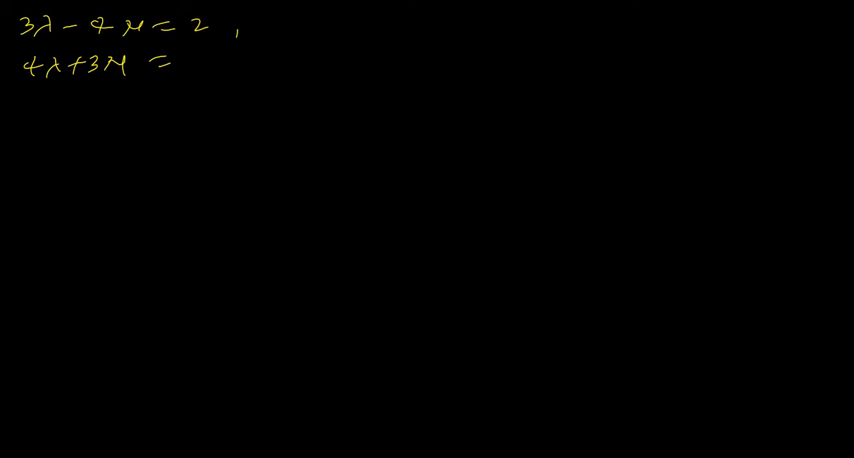 3λ - 4μ = 2 ,
4λ + 3μ =